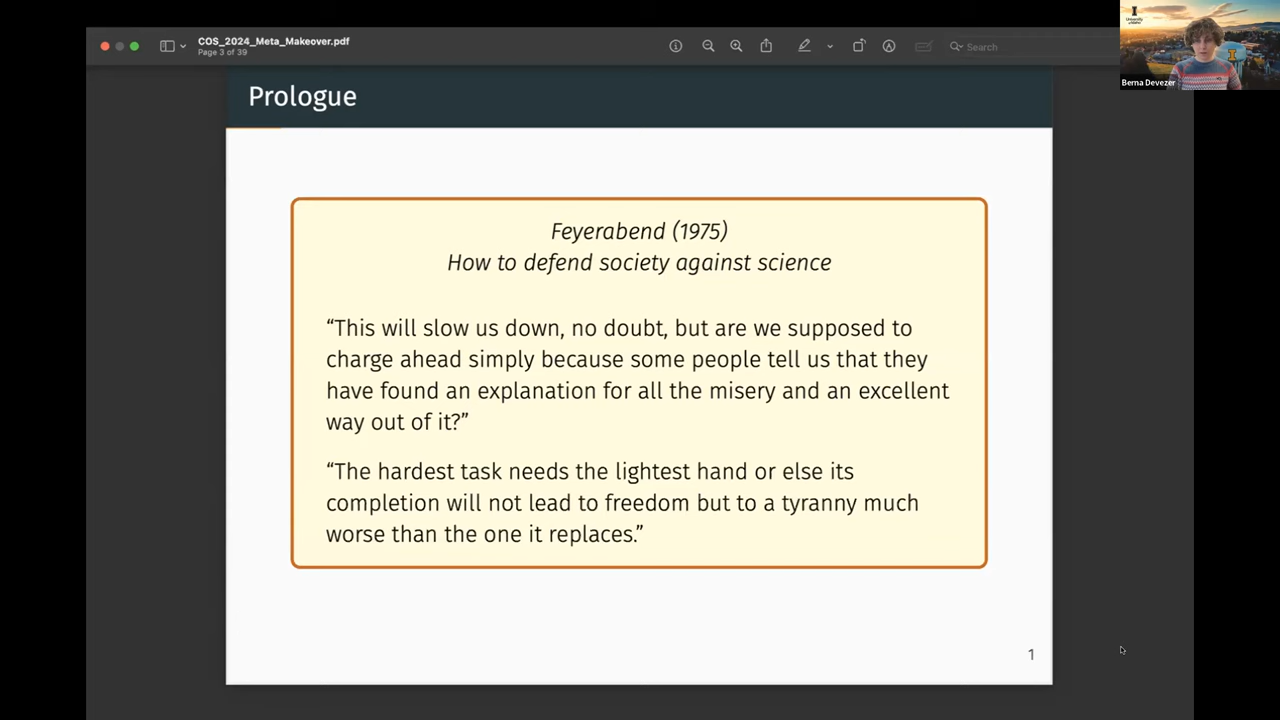 COS_2024_Meta_Makeover.pdf
Page 3 of 39
Search
I
University
of Idaho
Berna Devezer
Prologue
Feyerabend (1975)
How to defend society against science
“This will slow us down, no doubt, but are we supposed to
charge ahead simply because some people tell us that they
have found an explanation for all the misery and an excellent
way out of it?”
“The hardest task needs the lightest hand or else its
completion will not lead to freedom but to a tyranny much
worse than the one it replaces.”
1